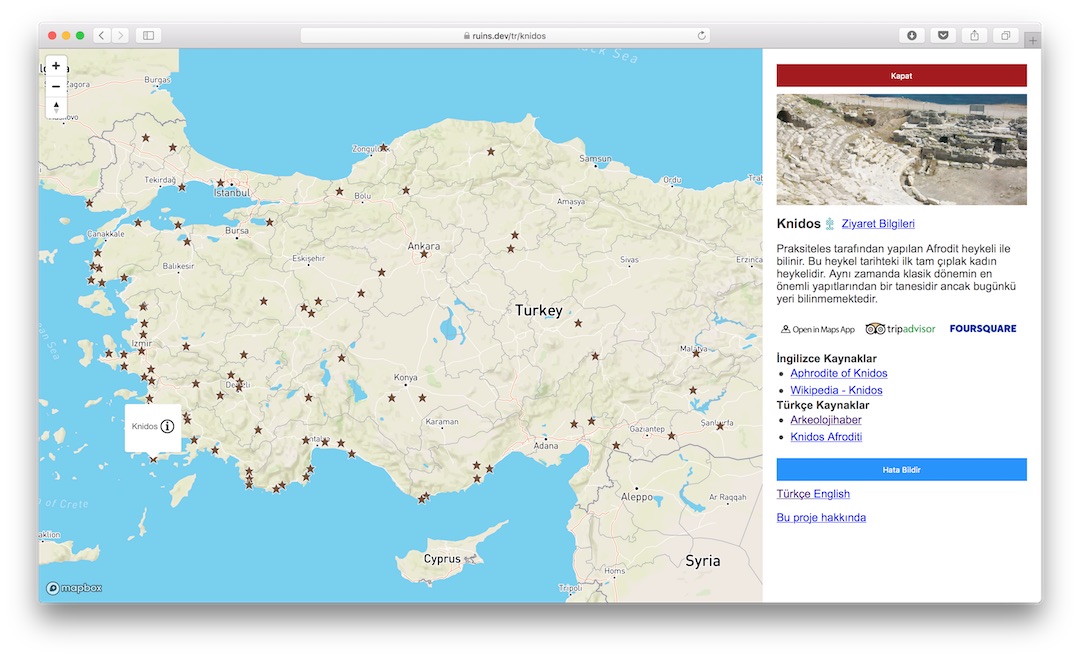 ruins.dev/tr/knidos
Burgas
Zagora
Tekirdağ
İstanbul
Zonguldak
Bolu
Samsun
Ordu
Amasya
Çanakkale
Bursa
Balıkesir
Eskişehir
Ankara
Sivas
Turkey
İzmir
Denizli
Konya
Karaman
Malatya
Gaziantep
Şanlıurfa
Adana
Knidos
Aleppo
Ar Raqqah
Cyprus
Syria
Homs
Tripoli
of Crete
mapbox
Kapat
Knidos Ziyaret Bilgileri
Praksiteles tarafından yapılan Afrodit heykeli ile
bilinir. Bu heykel tarihteki ilk tam çıplak kadın
heykelidir. Aynı zamanda klasik dönemin en
önemli yapıtlarından bir tanesidir ancak bugünkü
yeri bilinmemektedir.
Open in Maps App tripadvisor FOURSQUARE
İngilizce Kaynaklar
Aphrodite of Knidos
Wikipedia - Knidos
Türkçe Kaynaklar
Arkeolojihaber
Knidos Afroditi
Hata Bildir
Türkçe English
Bu proje hakkında